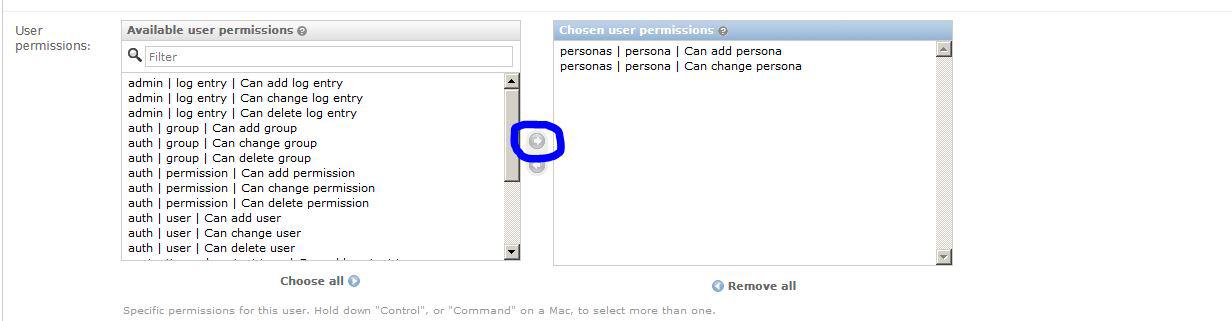 User permissions:
Available user permissions
Filter
admin | log entry | Can add log entry
admin | log entry | Can change log entry
admin | log entry | Can delete log entry
auth | group | Can add group
auth | group | Can change group
auth | group | Can delete group
auth | permission | Can add permission
auth | permission | Can change permission
auth | permission | Can delete permission
auth | user | Can add user
auth | user | Can change user
auth | user | Can delete user
Choose all
Chosen user permissions
personas | persona | Can add persona
personas | persona | Can change persona
Remove all
Specific permissions for this user. Hold down "Control", or "Command" on a Mac, to select more than one.